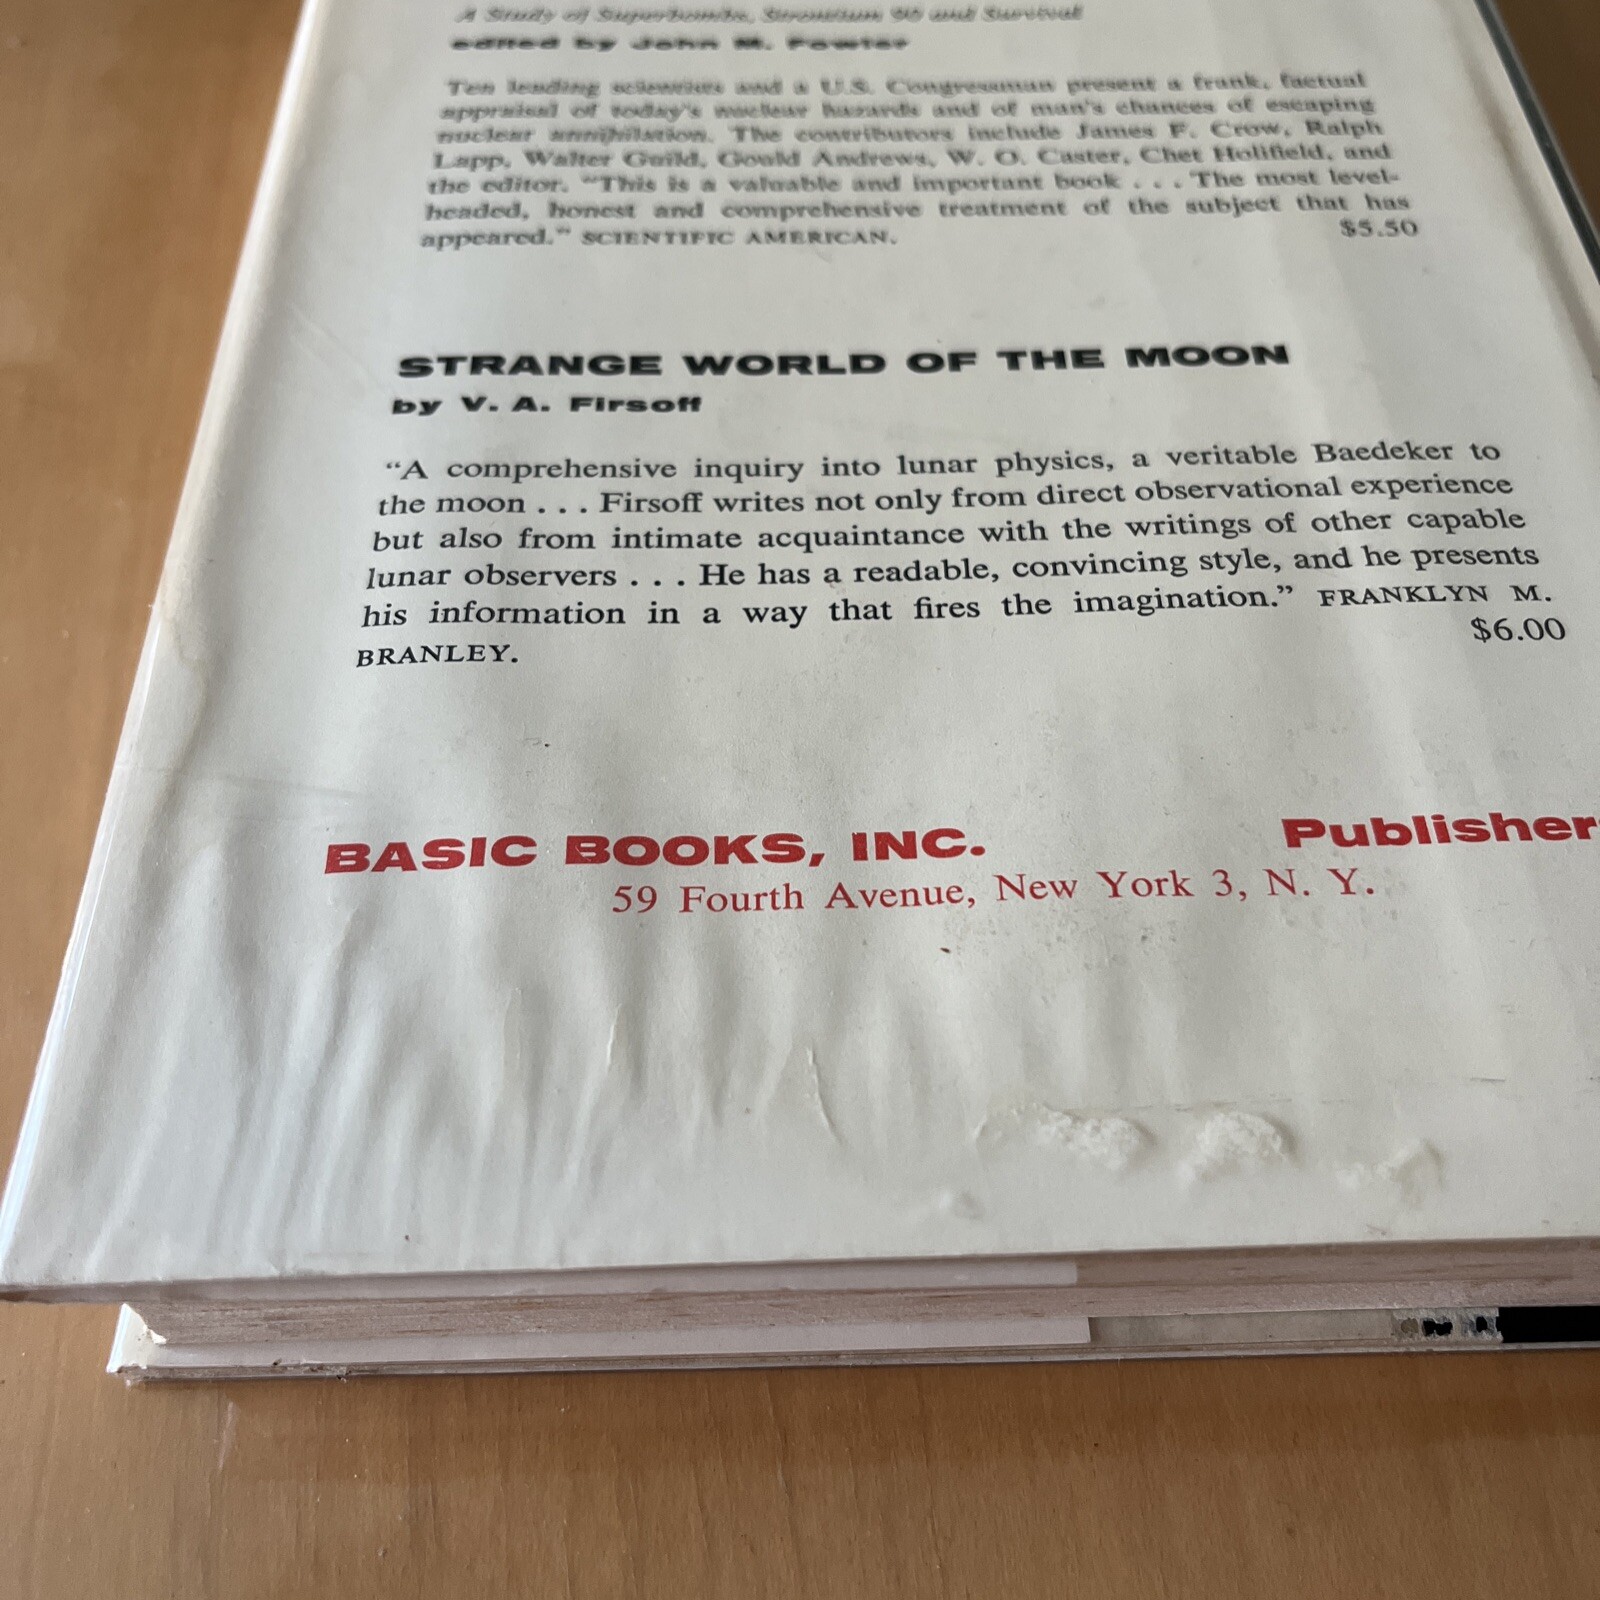 A Study of Superbombs, Strontium 90 and Survival
edited by John M. Fowler
Ten leading scientists and a U.S. Congressman present a frank, factual
appraisal of today's nuclear hazards and of man's chances of escaping
nuclear annihilation. The contributors include James F. Crow, Ralph
Lapp, Walter Guild, Gould Andrews, W. O. Caster, Chet Holifield, and
the editor. "This is a valuable and important book . . . The most level-
headed, honest and comprehensive treatment of the subject that has
appeared." SCIENTIFIC AMERICAN. $5.50
STRANGE WORLD OF THE MOON
by V. A. Firsoff
"A comprehensive inquiry into lunar physics, a veritable Baedeker to
the moon . . . Firsoff writes not only from direct observational experience
but also from intimate acquaintance with the writings of other capable
lunar observers . . . He has a readable, convincing style, and he presents
his information in a way that fires the imagination." FRANKLYN M.
BRANLEY. $6.00
BASIC BOOKS, INC. Publisher
59 Fourth Avenue, New York 3, N. Y.